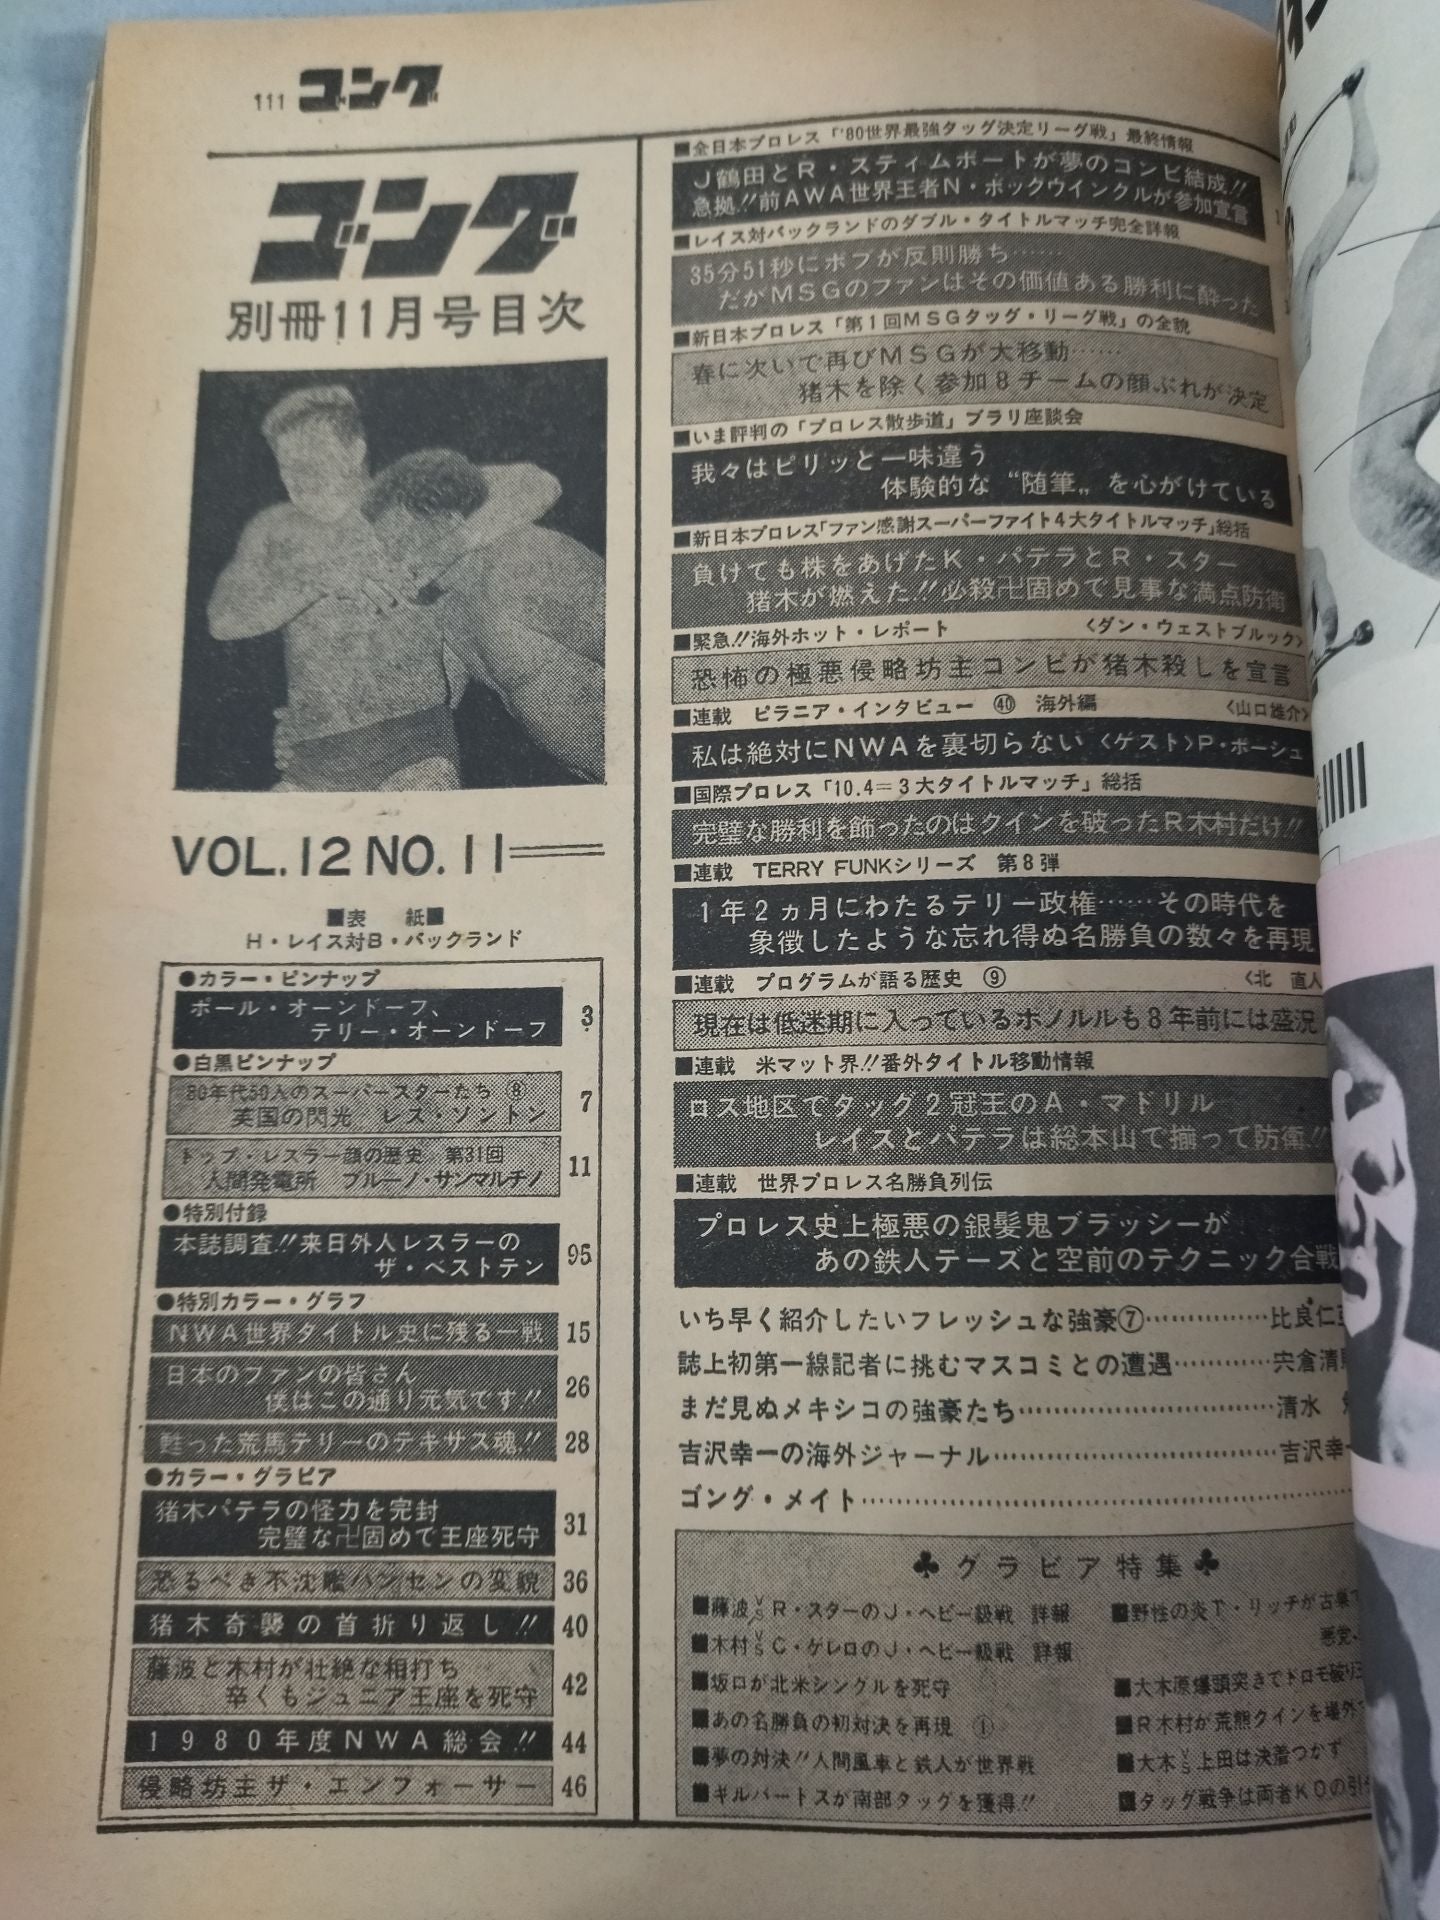 111 ゴング
ゴング
別冊11月号目次
VOL.12 NO.11
■表 紙■
H・レイス対B・バックランド
●カラー・ピンナップ
ポール・オーンドーフ、
テリー・オーンドーフ 3
●白黒ピンナップ
80年代50人のスーパースターたち ⑧
英国の閃光 レス・ソントン 7
トップ・レスラー顔の歴史 第31回
人間発電所 ブルーノ・サンマルチノ 11
●特別付録
本誌調査!!来日外人レスラーの
ザ・ベストテン 95
●特別カラー・グラフ
NWA世界タイトル史に残る一戦 15
日本のファンの皆さん
僕はこの通り元気です!! 26
甦った荒馬テリーのテキサス魂!! 28
●カラー・グラビア
猪木パテラの怪力を完封
完璧な卍固めで王座死守 31
恐るべき不沈艦ハンセンの変貌 36
猪木奇襲の首折り返し!! 40
藤波と木村が壮絶な相打ち
辛くもジュニア王座を死守 42
1980年度NWA総会!! 44
侵略坊主ザ・エンフォーサー 46
■全日本プロレス「'80世界最強タッグ決定リーグ戦」最終情報
J鶴田とR・スティムボートが夢のコンビ結成!!
急拠!!前AWA世界王者N・ボックウインクルが参加宣言
■レイス対バックランドのダブル・タイトルマッチ完全詳報
35分51秒にボブが反則勝ち……
だがMSGのファンはその価値ある勝利に酔った
■新日本プロレス「第1回MSGタッグ・リーグ戦」の全貌
春に次いで再びMSGが大移動……
猪木を除く参加8チームの顔ぶれが決定
■いま評判の「プロレス散歩道」ブラリ座談会
我々はピリッと一味違う
体験的な“随筆„を心がけている
■新日本プロレス「ファン感謝スーパーファイト4大タイトルマッチ」総括
負けても株をあげたK・パテラとR・スター
猪木が燃えた!!必殺卍固めで見事な満点防衛
■緊急!!海外ホット・レポート 〈ダン・ウェストブルック〉
恐怖の極悪侵略坊主コンビが猪木殺しを宣言
■連載 ピラニア・インタビュー ㊵ 海外編 〈山口雄介〉
私は絶対にNWAを裏切らない〈ゲスト〉P・ボーシュ
■国際プロレス「10.4=3大タイトルマッチ」総括
完璧な勝利を飾ったのはクインを破ったR木村だけ!!
■連載 TERRY FUNKシリーズ 第8弾
1年2ヵ月にわたるテリー政権……その時代を
象徴したような忘れ得ぬ名勝負の数々を再現
■連載 プログラムが語る歴史 ⑨ 〈北 直人
現在は低迷期に入っているホノルルも8年前には盛況
■連載 米マット界!!番外タイトル移動情報
ロス地区でタッグ2冠王のA・マドリル
レイスとパテラは総本山で揃って防衛!!
■連載 世界プロレス名勝負列伝
プロレス史上極悪の銀髪鬼ブラッシーが
あの鉄人テーズと空前のテクニック合戦
いち早く紹介したいフレッシュな強豪⑦……………比良仁
誌上初第一線記者に挑むマスコミとの遭遇…………宍倉清
まだ見ぬメキシコの強豪たち……………………………清水
吉沢幸一の海外ジャーナル………………………………吉沢幸一
ゴング・メイト……………………………………………………
♣グラビア特集♣
■藤波VSR・スターのJ・ヘビー級戦 詳報
■木村VSC・ゲレロのJ・ヘビー級戦 詳報
■坂口が北米シングルを死守
■あの名勝負の初対決を再現 ①
■夢の対決!!人間風車と鉄人が世界戦
■ギルバートスが南部タッグを獲得!!
■野性の炎T・リッチが古巣で
悪党
■大木原爆頭突きでドロモ破り
■R木村が荒熊クインを場外で
■大木VS上田は決着つかず
■タッグ戦争は両者KOの引